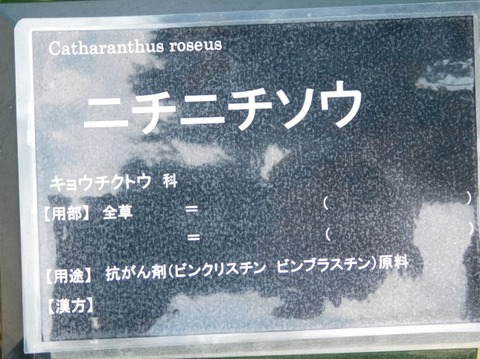 Catharanthus roseus
ニチニチソウ
キョウチクトウ 科
【用部】 全草 ＝ （ ）
＝ （ ）
【用途】 抗がん剤（ビンクリスチン ビンブラスチン）原料
【漢方】